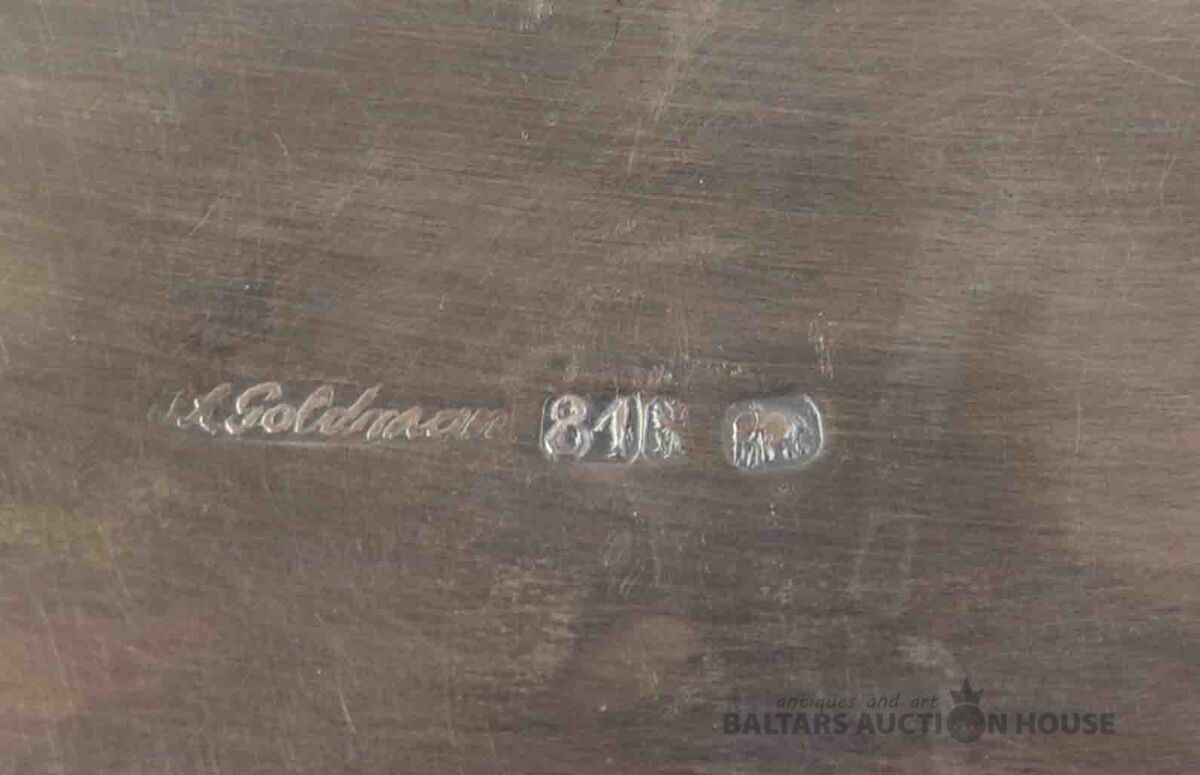 Goldman 84
antiques and art
BALTARS AUCTION HOUSE